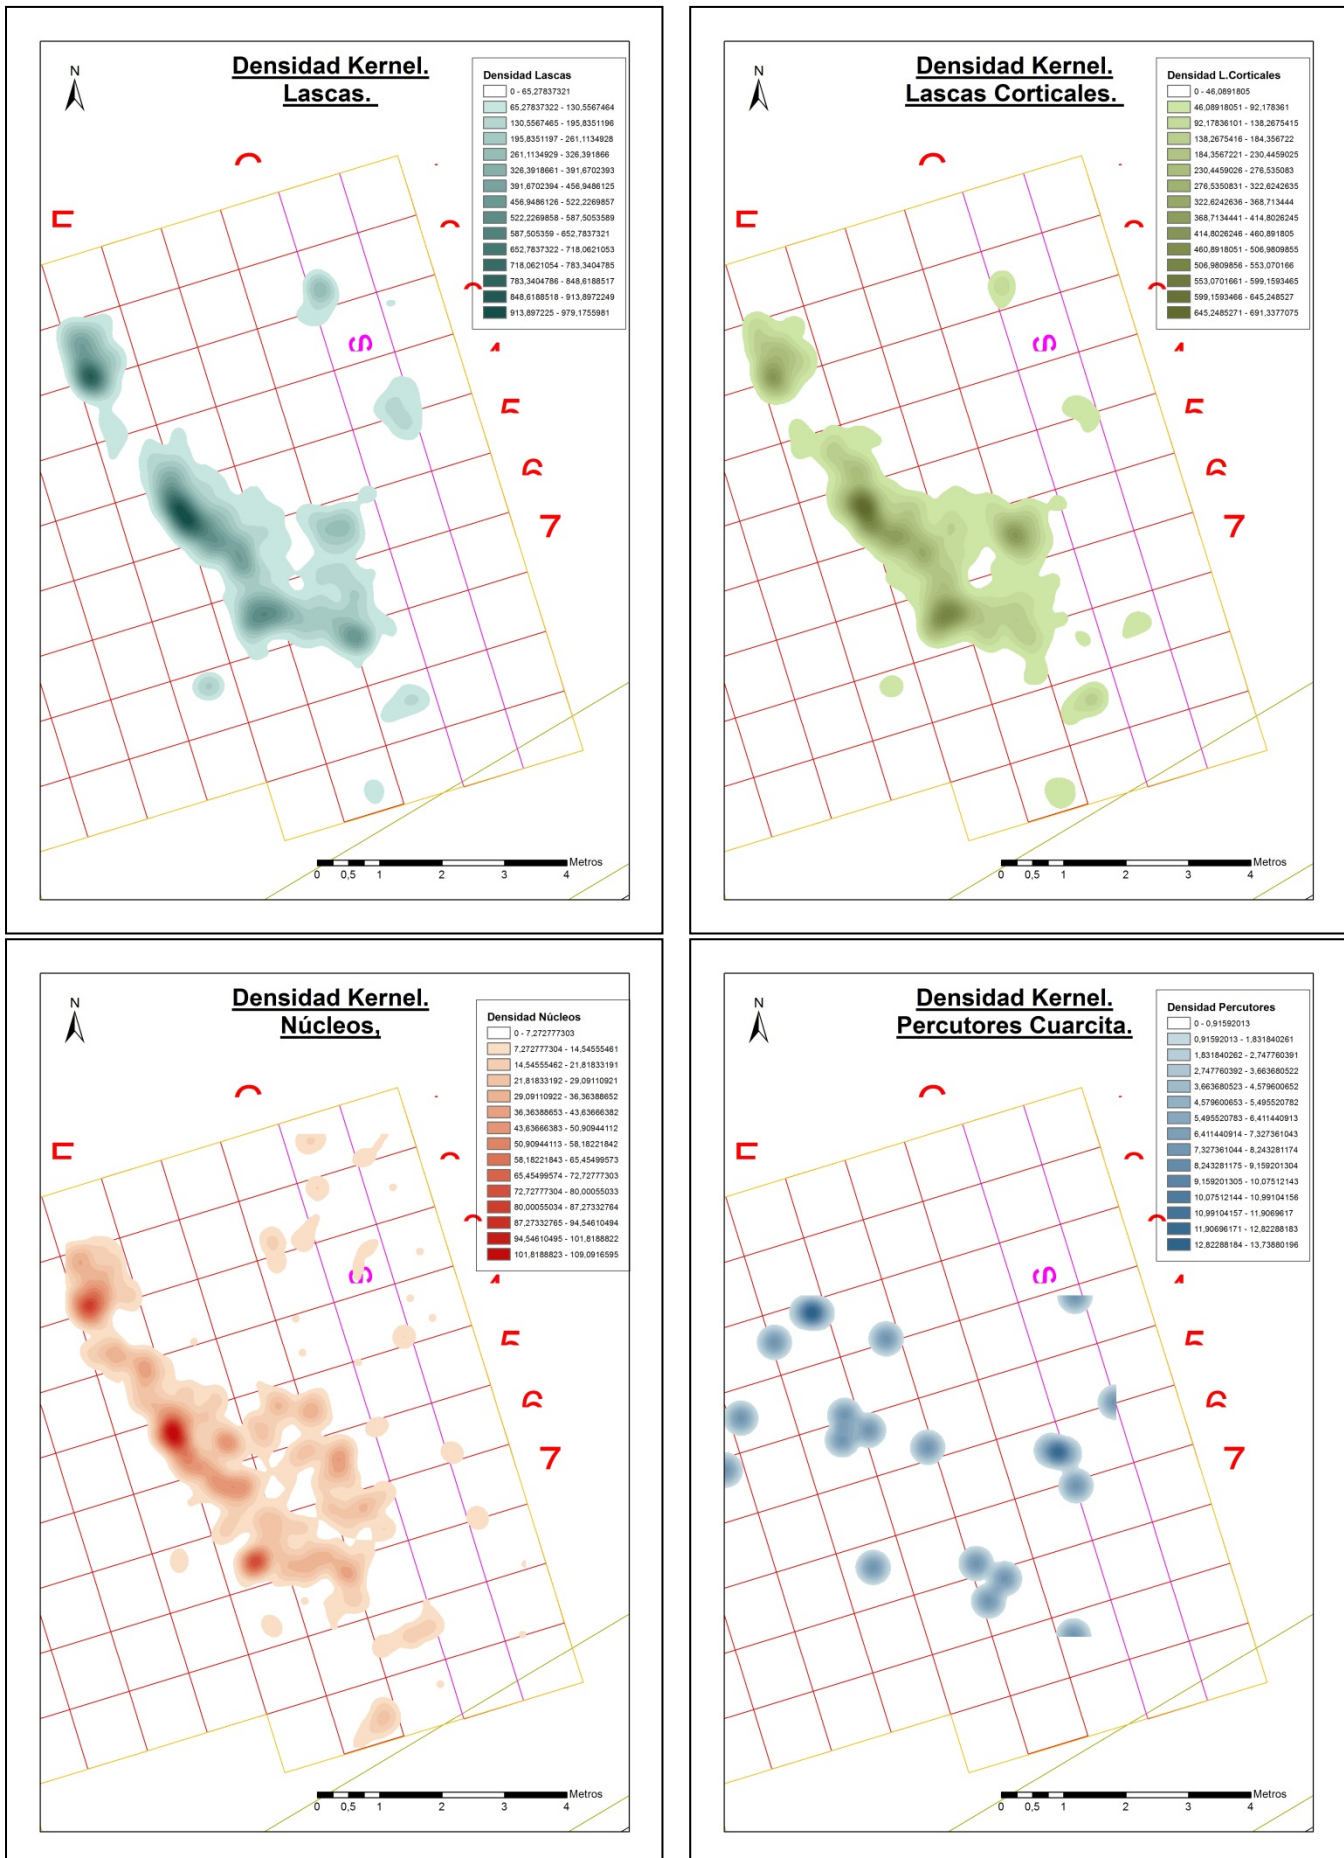 Densidad Kernel.
Lascas.
N
Densidad Lascas
0 - 65,27837321
65,27837322 - 130,5567464
130,5567465 - 195,8351196
195,8351197 - 261,1134928
261,1134929 - 326,391866
326,3918661 - 391,6702393
391,6702394 - 456,9486125
456,9486126 - 522,2269857
522,2269858 - 587,5053589
587,505359 - 652,7837321
652,7837322 - 718,0621053
718,0621054 - 783,3404785
783,3404786 - 848,6188517
848,6188518 - 913,8972249
913,897225 - 979,1755981
5
7
Metros
0 0,5 1 2 3 4
Densidad Kernel.
Lascas Corticales.
N
Densidad L.Corticales
0 - 46,0891805
46,08918051 - 92,178361
92,17836101 - 138,2675415
138,2675416 - 184,356722
184,3567221 - 230,4459025
230,4459026 - 276,535083
276,5350831 - 322,6242635
322,6242636 - 368,713444
368,7134441 - 414,8026245
414,8026246 - 460,891805
460,8918051 - 506,9809855
506,9809856 - 553,070166
553,0701661 - 599,1593465
599,1593466 - 645,248527
645,2485271 - 691,3377075
5
7
Metros
0 0,5 1 2 3 4
Densidad Kernel.
Núcleos,
N
Densidad Núcleos
0 - 7,272777303
7,272777304 - 14,54555461
14,54555462 - 21,81833191
21,81833192 - 29,09110921
29,09110922 - 36,36388652
36,36388653 - 43,63666382
43,63666383 - 50,90944112
50,90944113 - 58,18221842
58,18221843 - 65,45499573
65,45499574 - 72,72777303
72,72777304 - 80,00055033
80,00055034 - 87,27332764
87,27332765 - 94,54610494
94,54610495 - 101,8188822
101,8188823 - 109,0916595
5
7
Metros
0 0,5 1 2 3 4
Densidad Kernel.
Percutores Cuarcita.
N
Densidad Percutores
0 - 0,91592013
0,91592013 - 1,831840261
1,831840262 - 2,747760391
2,747760392 - 3,663680522
3,663680523 - 4,579600652
4,579600653 - 5,495520782
5,495520783 - 6,411440913
6,411440914 - 7,327361043
7,327361044 - 8,243281174
8,243281175 - 9,159201304
9,159201305 - 10,07512143
10,07512144 - 10,99104156
10,99104157 - 11,9069617
11,90696171 - 12,82288183
12,82288184 - 13,73880196
5
7
Metros
0 0,5 1 2 3 4